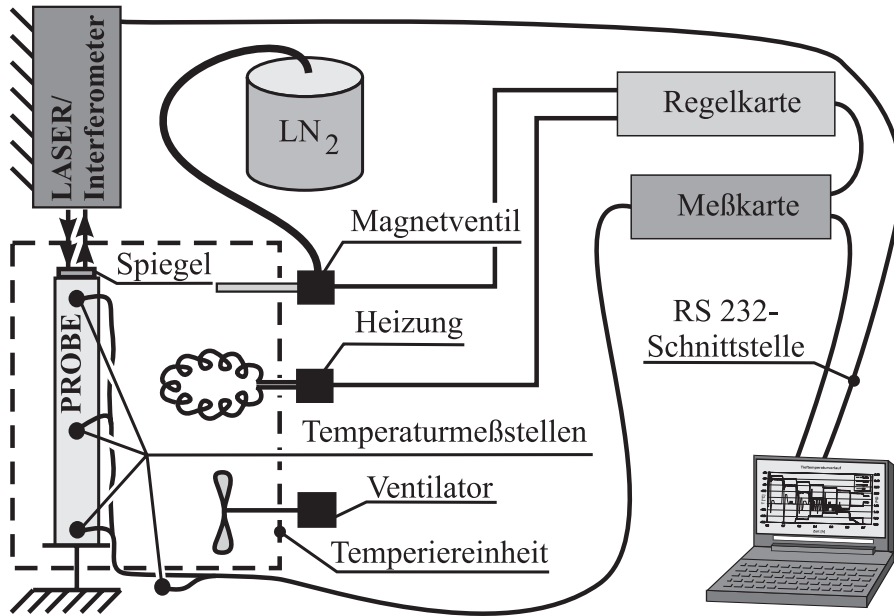 LASER/
Interferometer
LN2
Regelkarte
Meßkarte
Magnetventil
Spiegel
Heizung
RS 232-
Schnittstelle
PROBE
Temperaturmeßstellen
Ventilator
Temperiereinheit